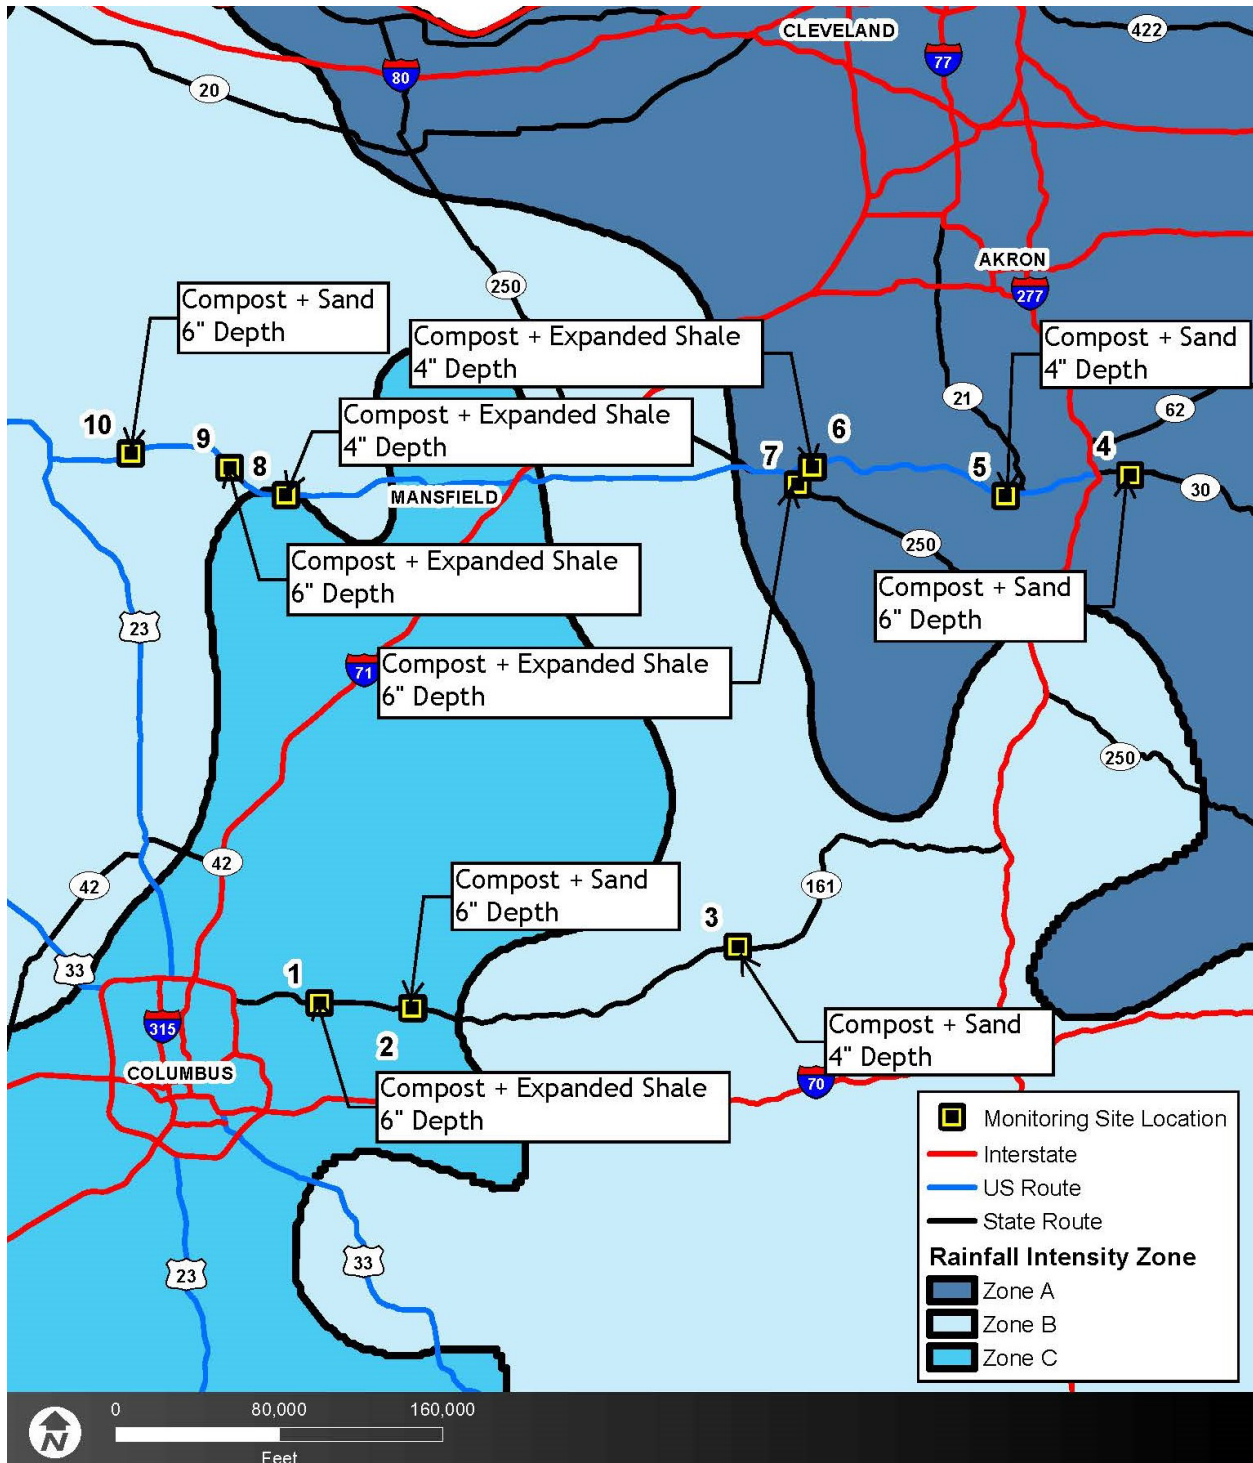 CLEVELAND
422
77
80
20
AKRON
277
250
Compost + Sand
6" Depth
Compost + Expanded Shale
4" Depth
Compost + Sand
4" Depth
21
62
10
9
8
Compost + Expanded Shale
4" Depth
6
7
5
4
MANSFIELD
30
250
Compost + Expanded Shale
6" Depth
Compost + Sand
6" Depth
23
71
Compost + Expanded Shale
6" Depth
250
42
42
161
Compost + Sand
6" Depth
3
33
1
315
2
COLUMBUS
Compost + Sand
4" Depth
70
Compost + Expanded Shale
6" Depth
23
33
Monitoring Site Location
Interstate
US Route
State Route
Rainfall Intensity Zone
Zone A
Zone B
Zone C
N
0 80,000 160,000
Feet